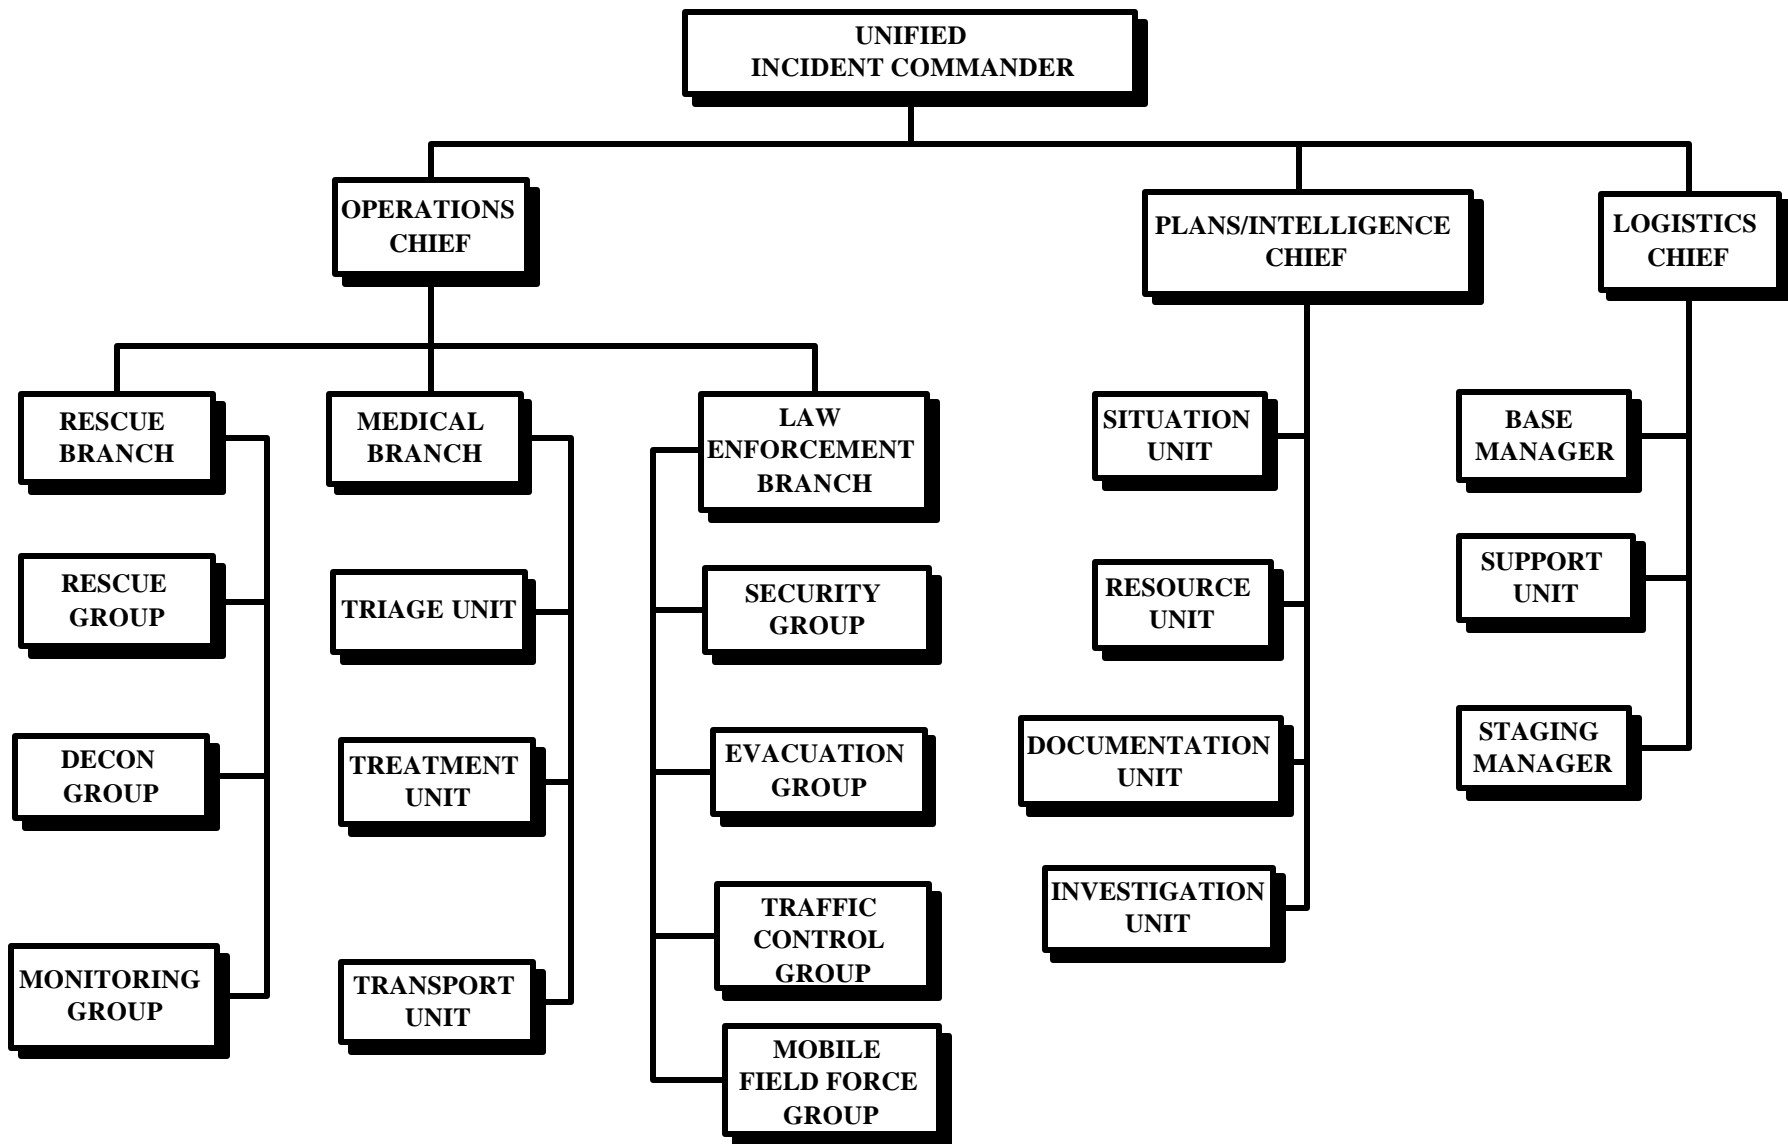 UNIFIED
INCIDENT COMMANDER
OPERATIONS
CHIEF
PLANS/INTELLIGENCE
CHIEF
LOGISTICS
CHIEF
RESCUE
BRANCH
RESCUE
GROUP
DECON
GROUP
MONITORING
GROUP
MEDICAL
BRANCH
TRIAGE UNIT
TREATMENT
UNIT
TRANSPORT
UNIT
LAW
ENFORCEMENT
BRANCH
SECURITY
GROUP
EVACUATION
GROUP
TRAFFIC
CONTROL
GROUP
MOBILE
FIELD FORCE
GROUP
SITUATION
UNIT
RESOURCE
UNIT
DOCUMENTATION
UNIT
INVESTIGATION
UNIT
BASE
MANAGER
SUPPORT
UNIT
STAGING
MANAGER